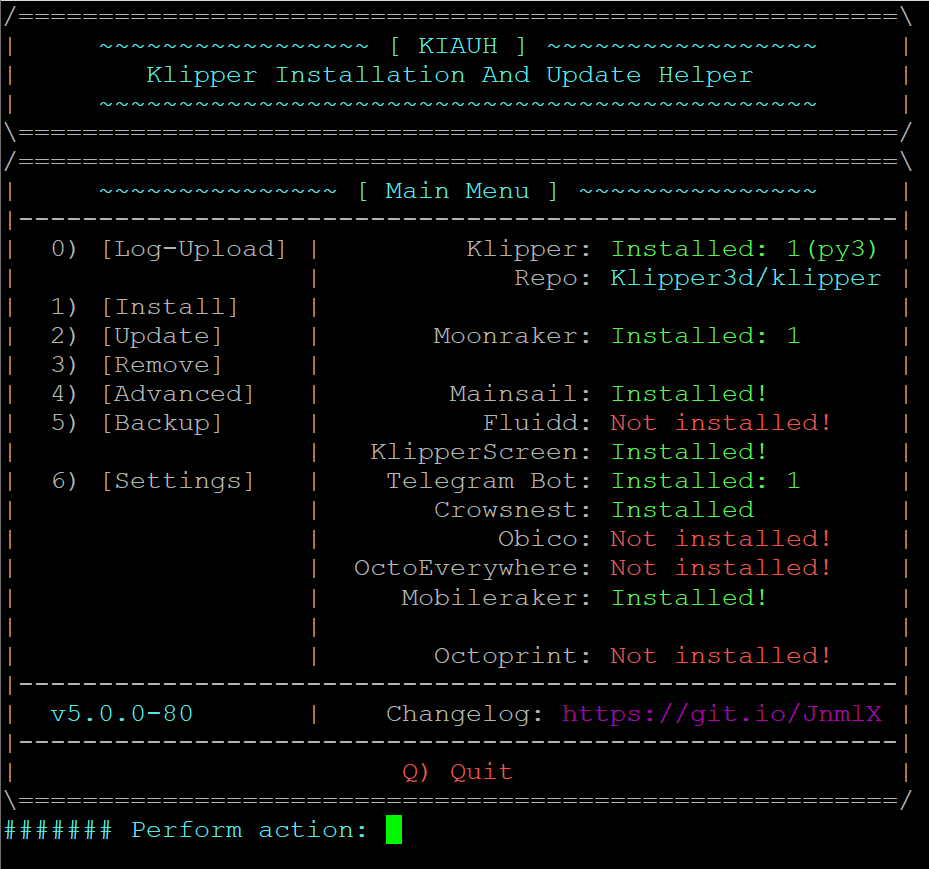 /=======================================================\
|     ~~~~~~~~~~~~~~~~~ [ KIAUH ] ~~~~~~~~~~~~~~~~~     |
|        Klipper Installation And Update Helper         |
|     ~~~~~~~~~~~~~~~~~~~~~~~~~~~~~~~~~~~~~~~~~~~~~     |
\=======================================================/
/=======================================================\
|     ~~~~~~~~~~~~~~~ [ Main Menu ] ~~~~~~~~~~~~~~~     |
|-------------------------------------------------------|
|  0) [Log-Upload] |         Klipper: Installed: 1(py3) |
|                  |            Repo: Klipper3d/klipper |
|  1) [Install]    |                                    |
|  2) [Update]     |       Moonraker: Installed: 1      |
|  3) [Remove]     |                                    |
|  4) [Advanced]   |        Mainsail: Installed!        |
|  5) [Backup]     |          Fluidd: Not installed!    |
|                  |   KlipperScreen: Installed!        |
|  6) [Settings]   |    Telegram Bot: Installed: 1      |
|                  |       Crowsnest: Installed         |
|                  |           Obico: Not installed!    |
|                  |  OctoEverywhere: Not installed!    |
|                  |     Mobileraker: Installed!        |
|                  |                                    |
|                  |       Octoprint: Not installed!    |
|-------------------------------------------------------|
|  v5.0.0-80       |    Changelog: https://git.io/JnmlX |
|-------------------------------------------------------|
|                        Q) Quit                        |
\=======================================================/
####### Perform action: